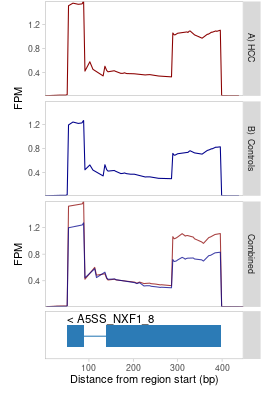 1.2
0.8
0.4
A) HCC
FPM
1.2
0.8
0.4
B) Controls
1.2
0.8
0.4
Combined
FPM
< A5SS_NXF1_8
100
200
300
400
Distance from region start (bp)